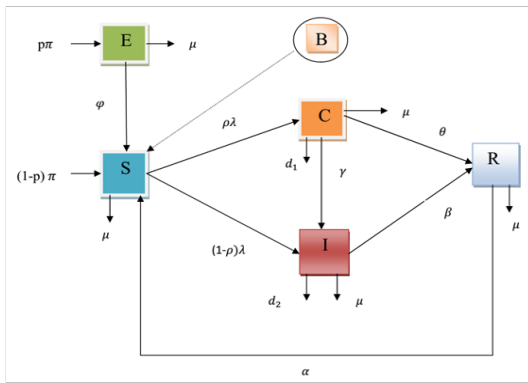 pπ
E
μ
B
φ
ρλ
C
μ
θ
(1-p) π
S
d₁
γ
R
μ
(1-ρ)λ
I
β
μ
d₂
μ
α